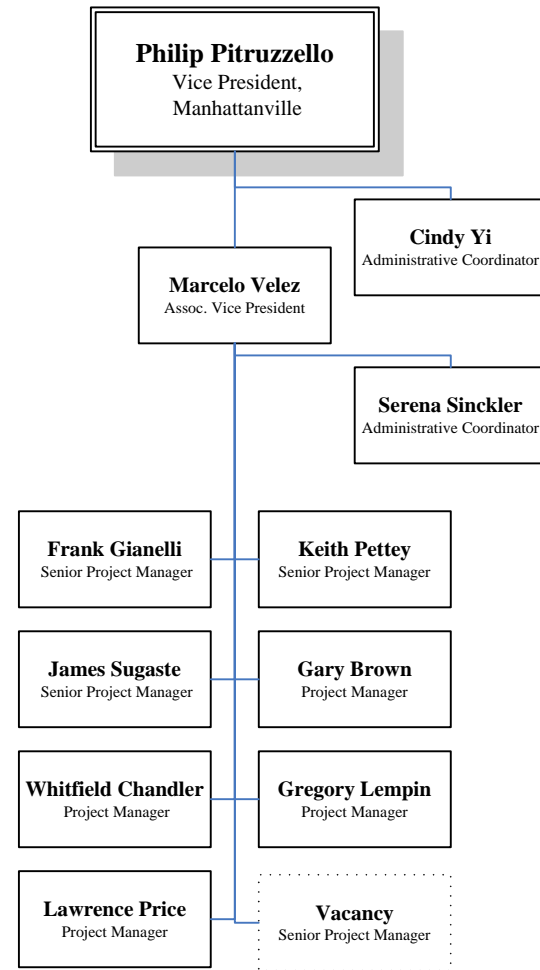 Philip Pitruzzello
Vice President,
Manhattanville
Cindy Yi
Administrative Coordinator
Marcelo Velez
Assoc. Vice President
Serena Sinckler
Administrative Coordinator
Frank Gianelli
Senior Project Manager
Keith Pettey
Senior Project Manager
James Sugaste
Senior Project Manager
Gary Brown
Project Manager
Whitfield Chandler
Project Manager
Gregory Lempin
Project Manager
Lawrence Price
Project Manager
Vacancy
Senior Project Manager